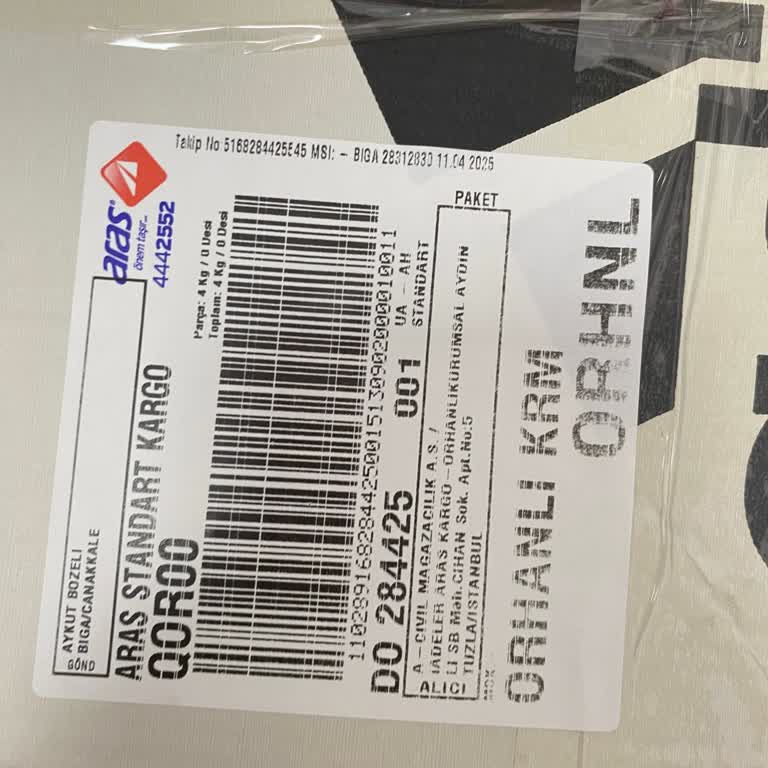 Takip No 5168284425545 MSI: - BIGA 28312830 11.04 2025
aras
önem taşır...
4442552
Parça: 4 Kg / 0 Desi
Toplam: 4 Kg / 0 Desi
GÖND
AYKUT BOZELI
BIGA/CANAKKALE
ARAS STANDART KARGO
QOR00
DO 284425 001
UA - AH
STANDART
PAKET
ALICI
A - CIVIL MAGAZACILIK A.S. /
IADELER ARAS KARGO - ORHANLIKURUMSAL AYDIN
LI SB Mah. CIHAN Sok. Apt.No:5
TUZLA/ISTANBUL
ORHANLI KRM
ORHNL